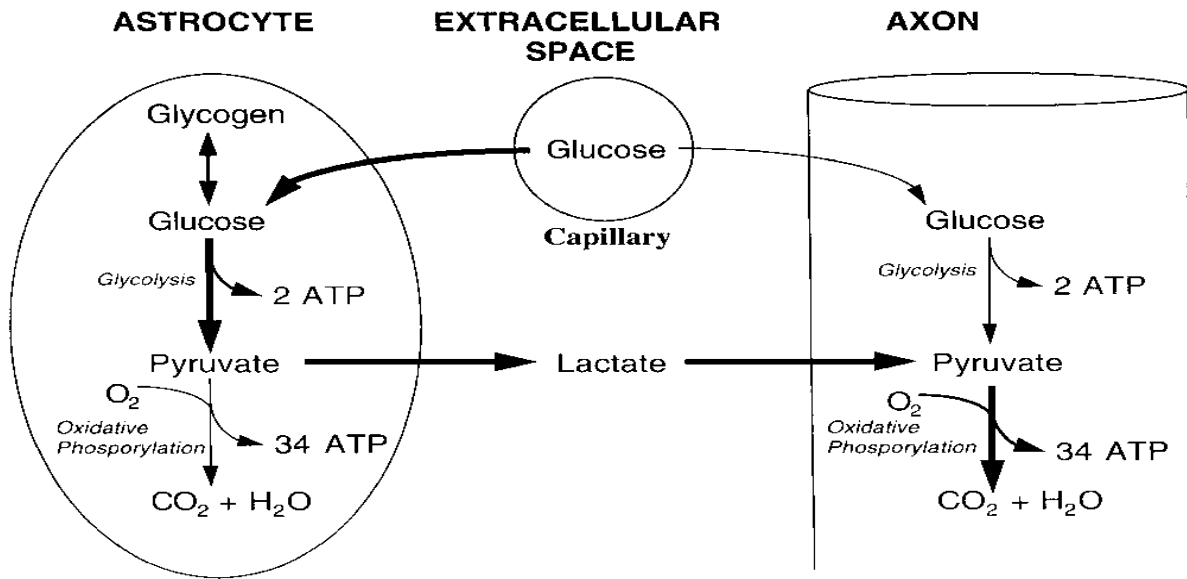 ASTROCYTE
EXTRACELLULAR
SPACE
AXON
Glycogen
Glucose
Glycolysis
2 ATP
Pyruvate
O₂
Oxidative
Phosporylation
34 ATP
CO₂ + H₂O
Glucose
Capillary
Lactate
Glucose
Glycolysis
2 ATP
Pyruvate
O₂
Oxidative
Phosporylation
34 ATP
CO₂ + H₂O